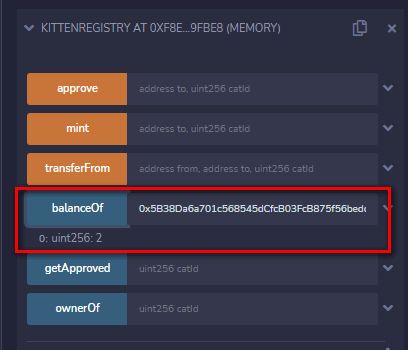 KITTENREGISTRY AT 0XF8E...9FBE8 (MEMORY)
approve address to, uint256 catId
mint address to, uint256 catId
transferFrom address from, address to, uint256 catId
balanceOf 0x5B38Da6a701c568545dCfcB03FcB875f56bedd
0: uint256: 2
getApproved uint256 catId
ownerOf uint256 catId